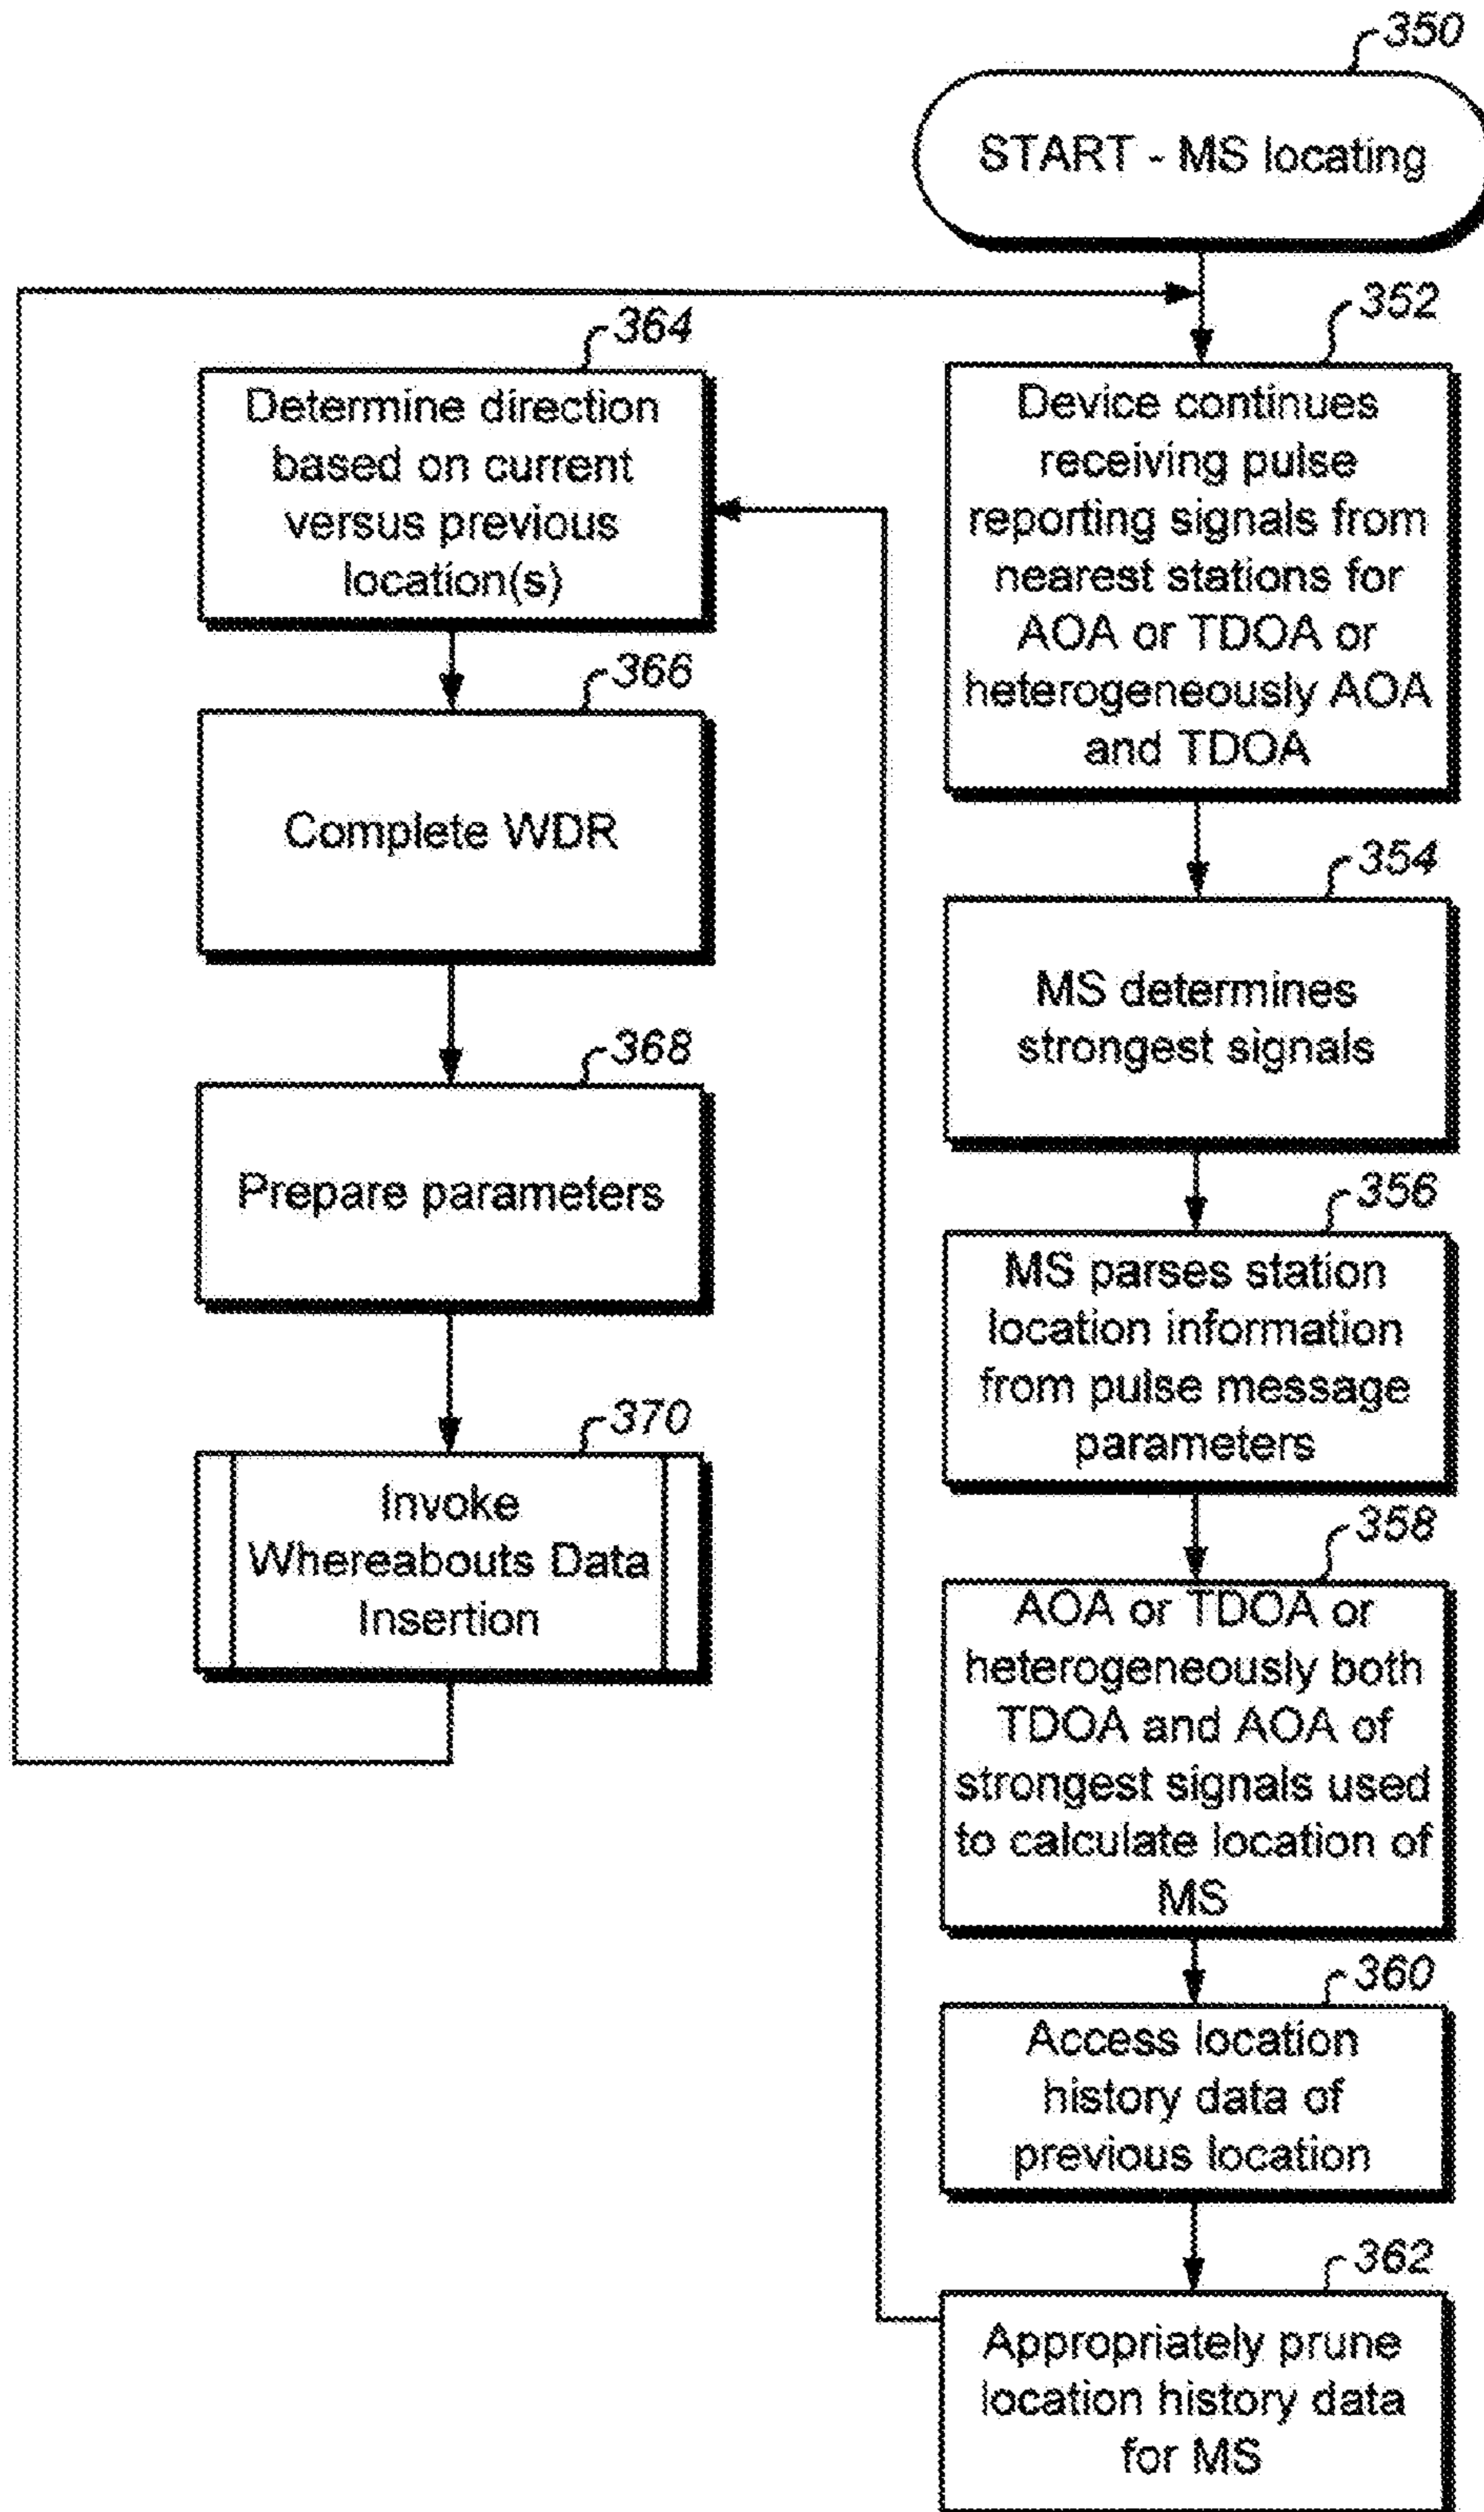 350
START - MS locating
352
Device continues
receiving pulse
reporting signals from
nearest stations for
AOA or TDOA or
heterogeneously AOA
and TDOA
354
MS determines
strongest signals
356
MS parses station
location information
from pulse message
parameters
358
AOA or TDOA or
heterogeneously both
TDOA and AOA of
strongest signals used
to calculate location of
MS
360
Access location
history data of
previous location
362
Appropriately prune
location history data
for MS
364
Determine direction
based on current
versus previous
location(s)
366
Complete WDR
368
Prepare parameters
370
Invoke
Whereabouts Data
Insertion